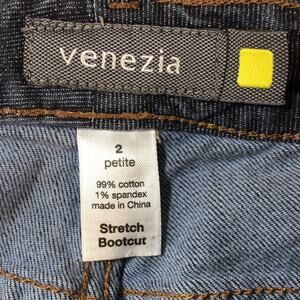 venezia
2
petite
99% cotton
1% spandex
made in China
Stretch
Bootcut